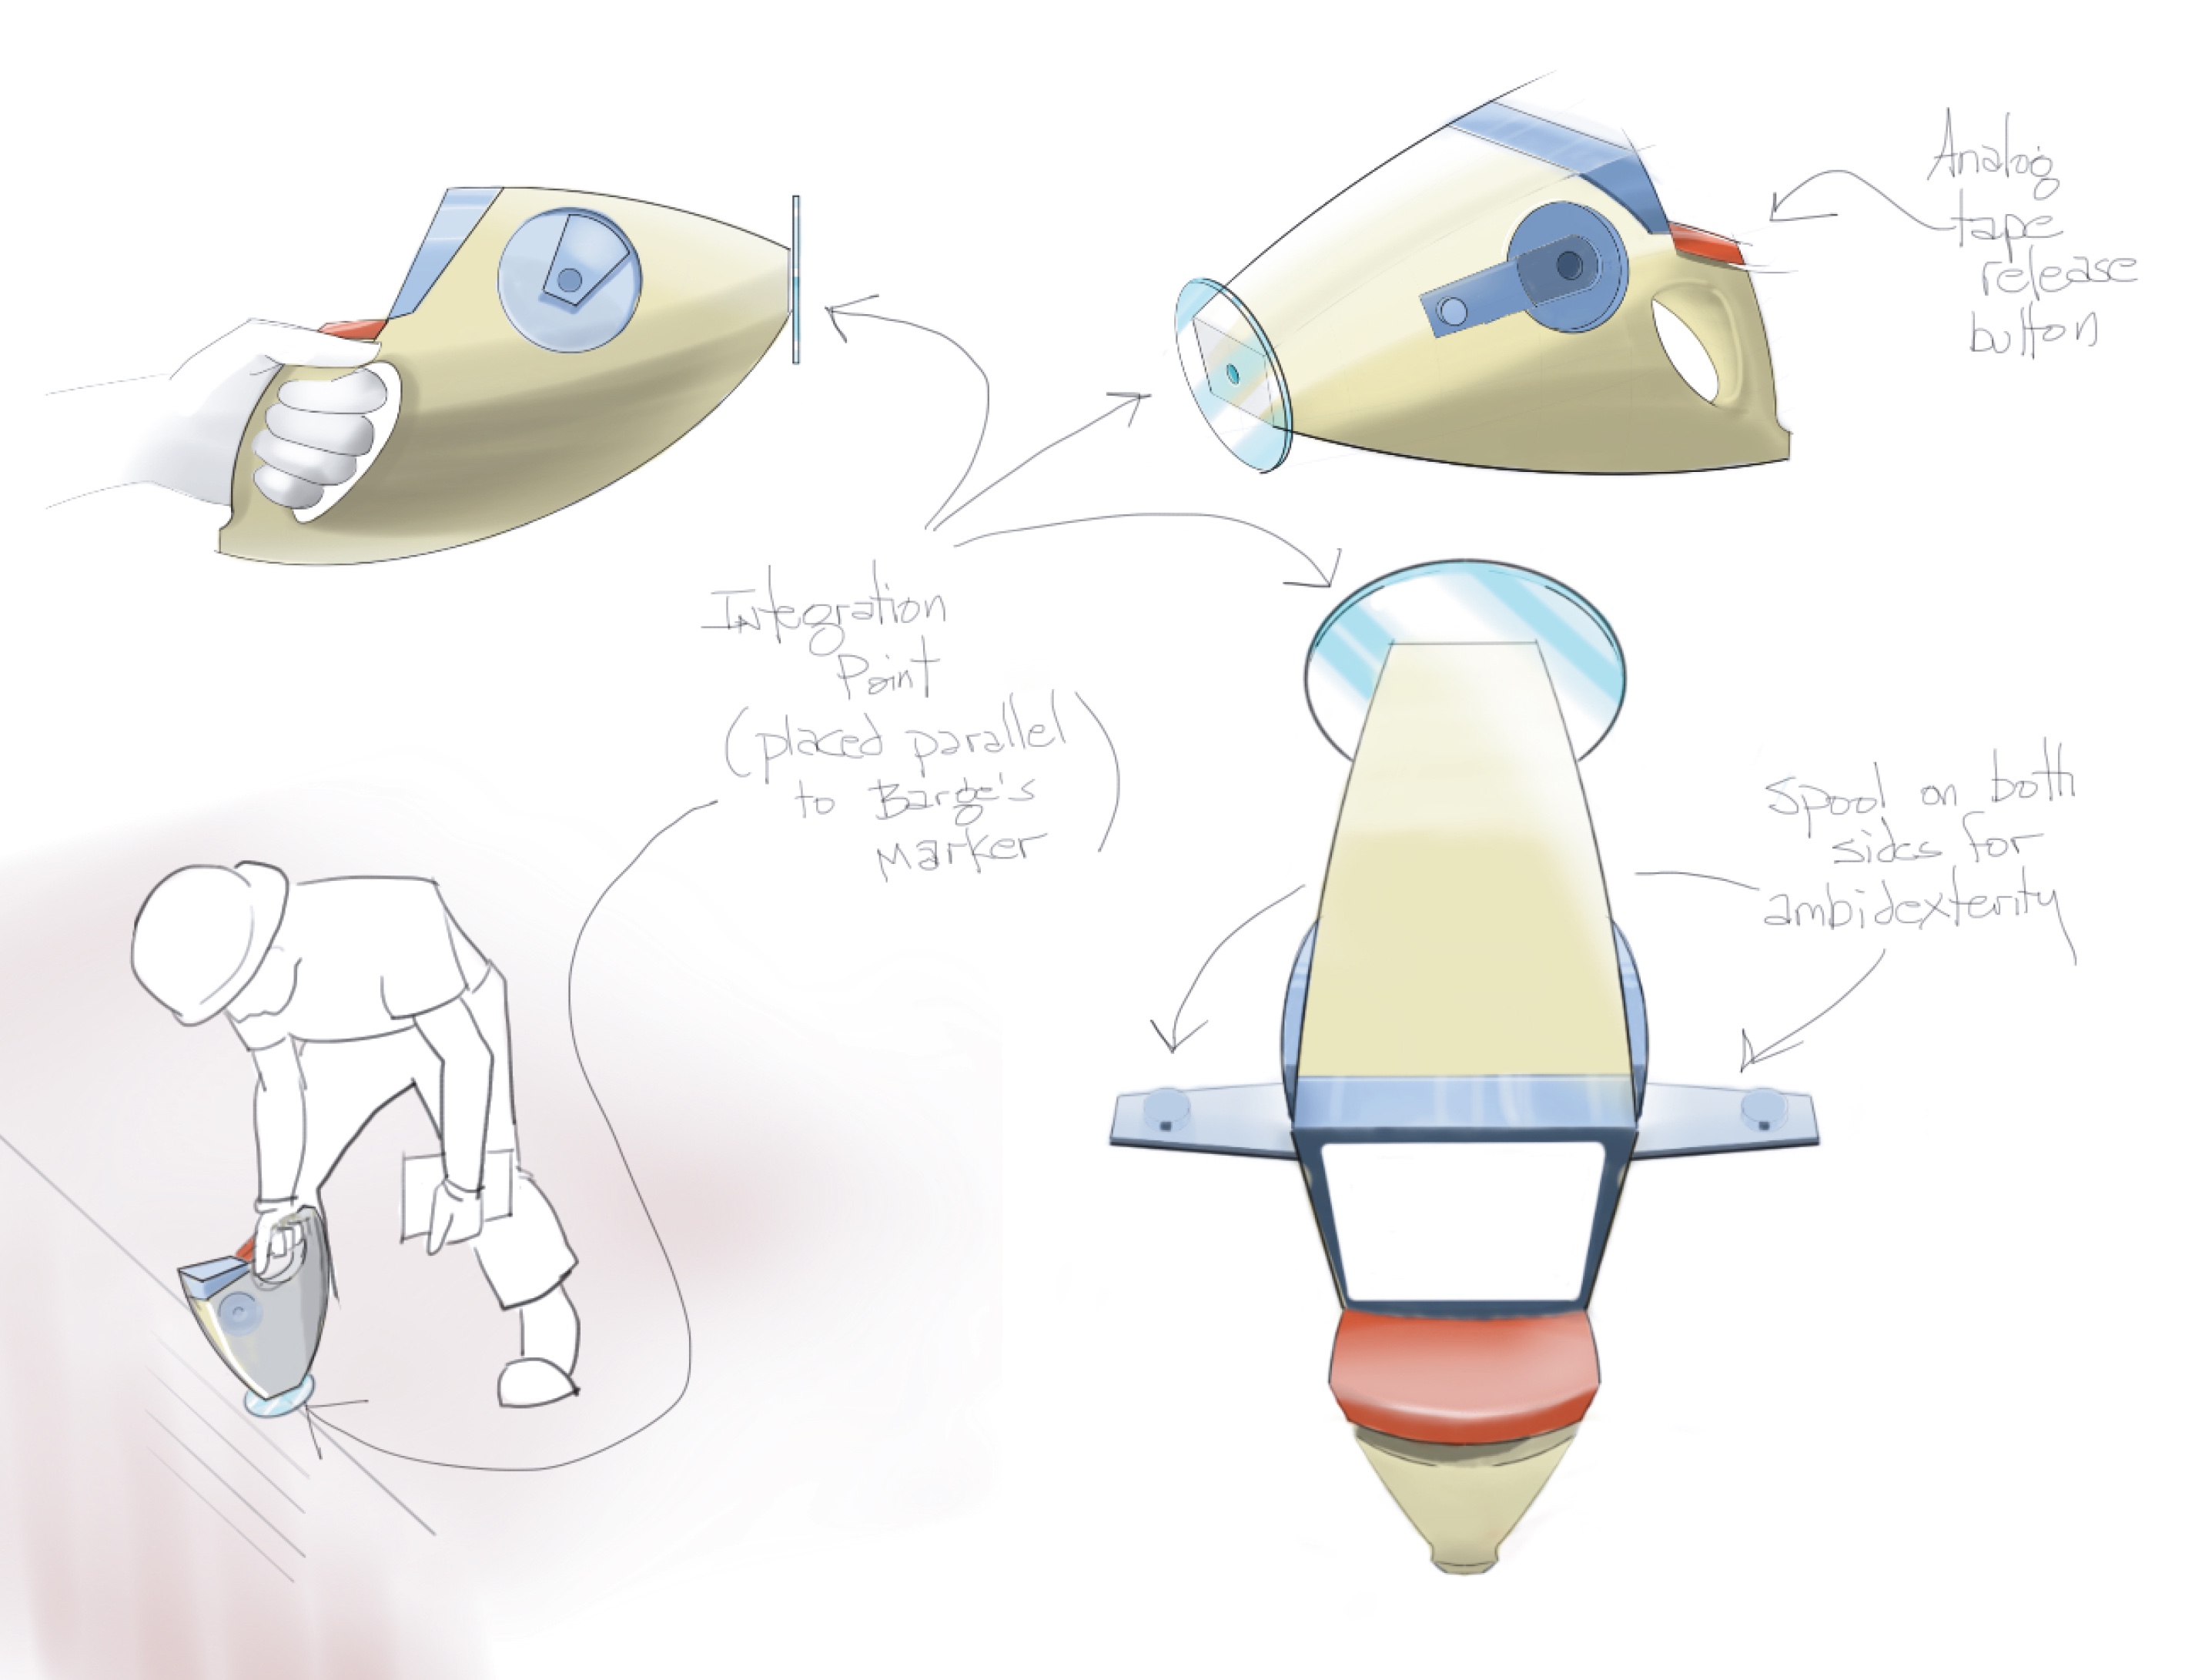 Analog
tape
release
button
Integration
Point
(placed parallel
to Barge's
Marker)
Spool on both
sides for
ambidexterity